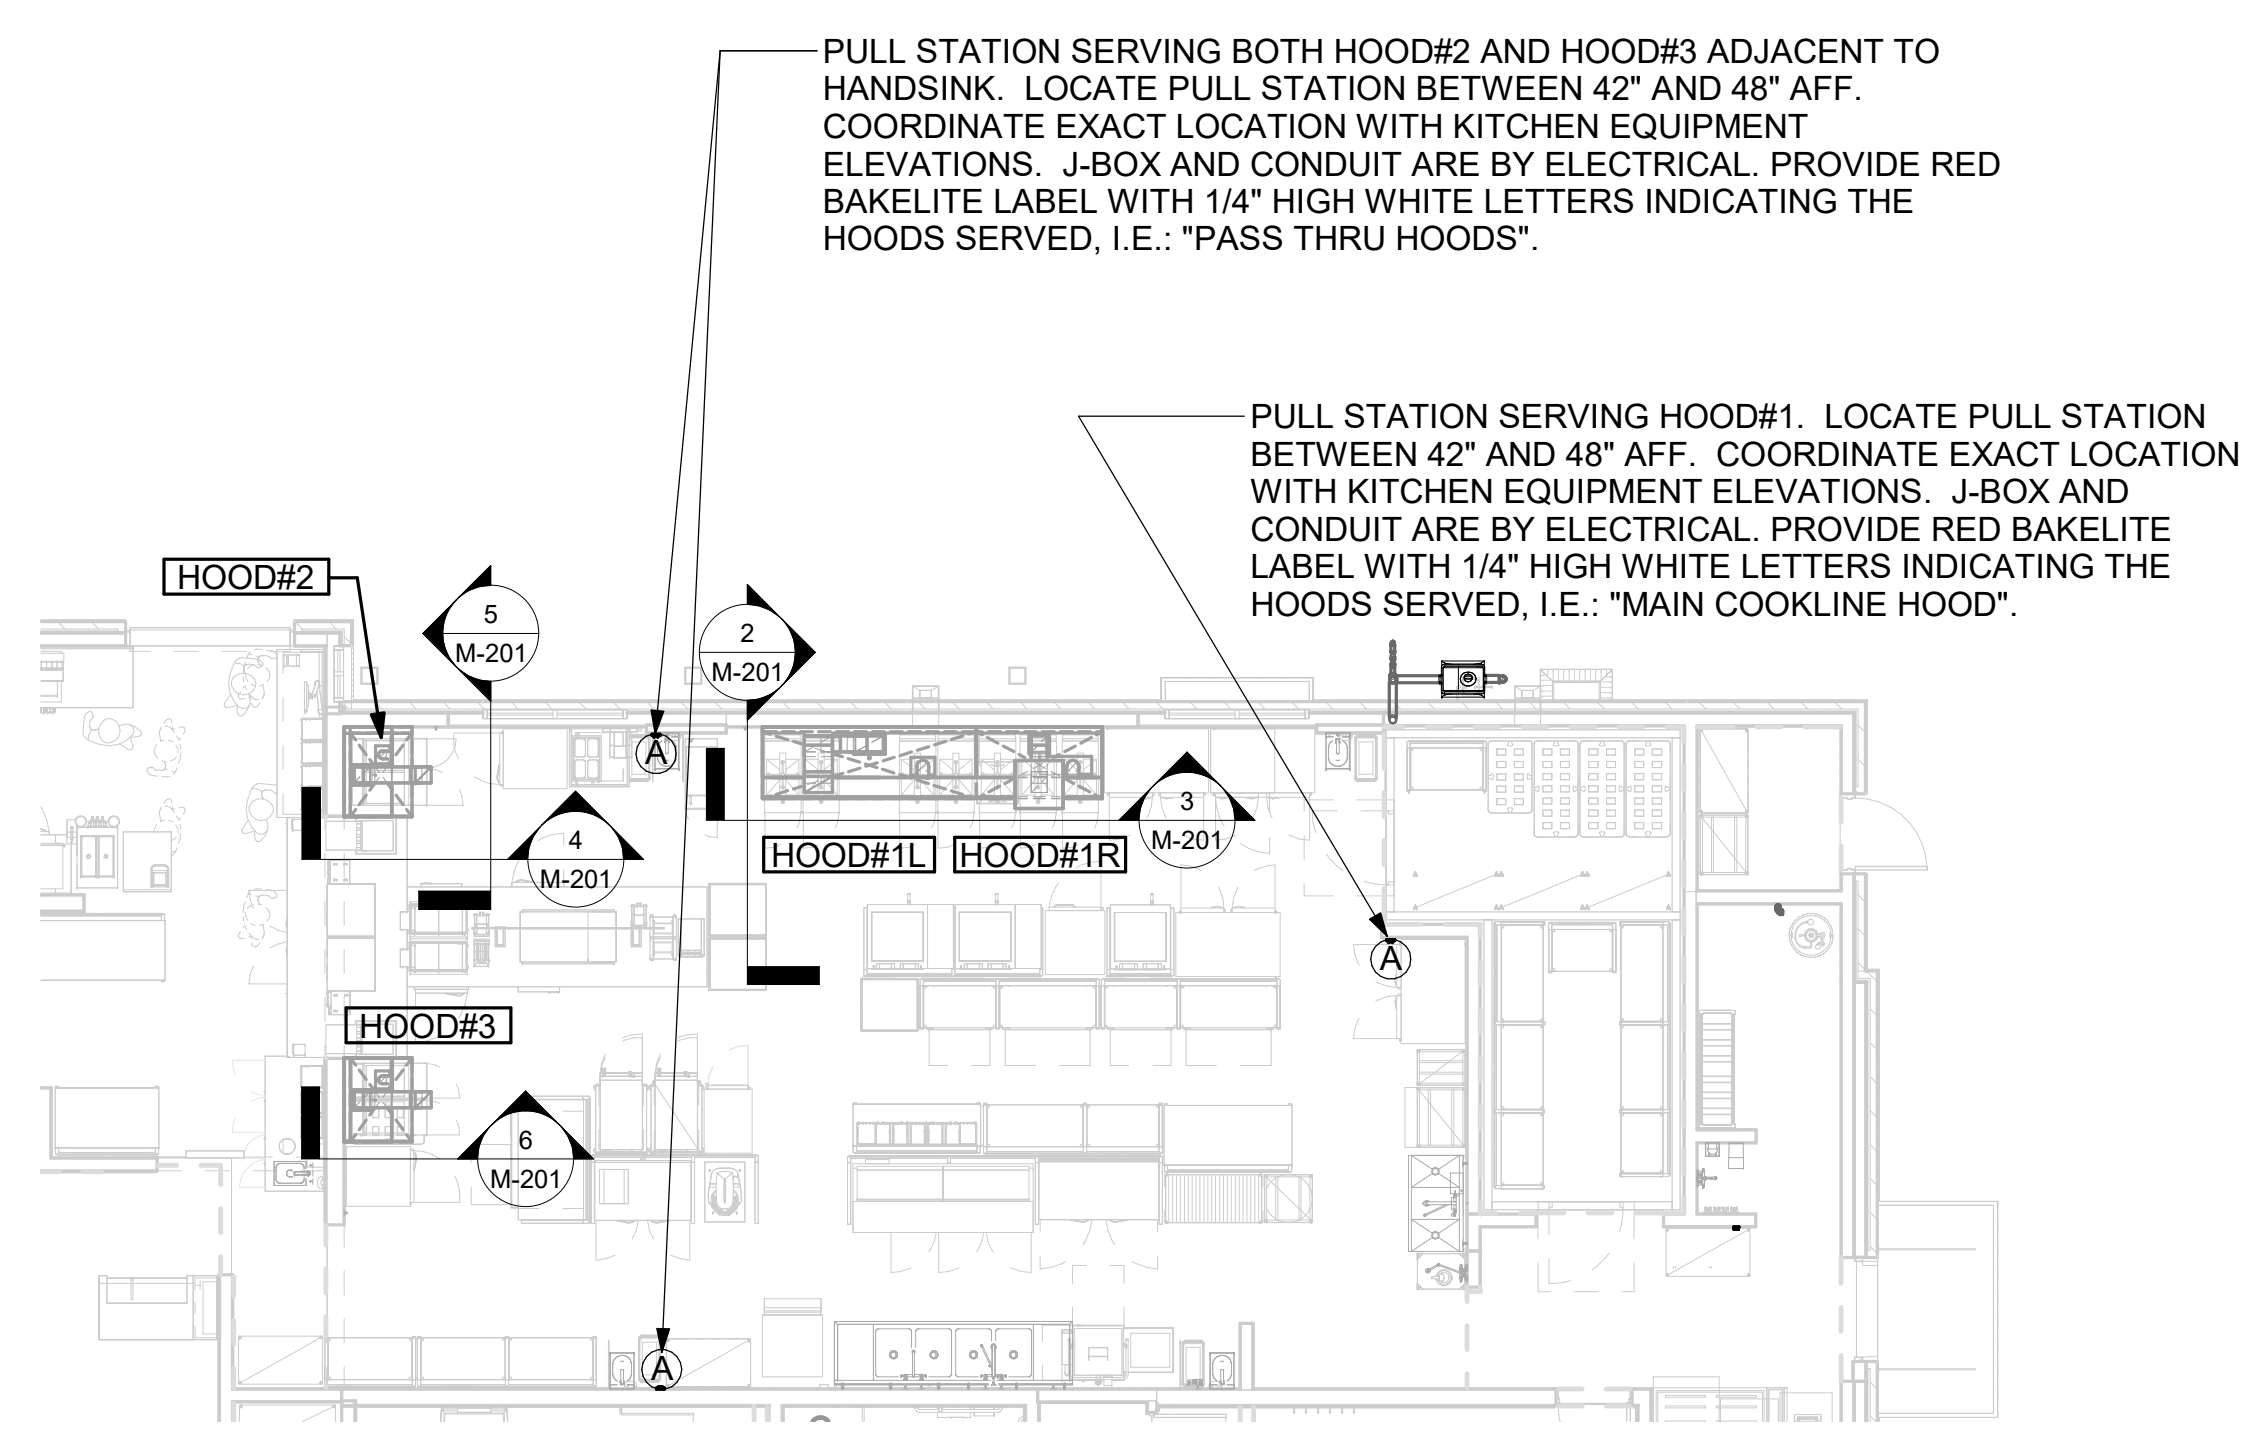 PULL STATION SERVING BOTH HOOD#2 AND HOOD#3 ADJACENT TO
HANDSINK.  LOCATE PULL STATION BETWEEN 42" AND 48" AFF.
COORDINATE EXACT LOCATION WITH KITCHEN EQUIPMENT
ELEVATIONS.  J-BOX AND CONDUIT ARE BY ELECTRICAL. PROVIDE RED
BAKELITE LABEL WITH 1/4" HIGH WHITE LETTERS INDICATING THE
HOODS SERVED, I.E.: "PASS THRU HOODS".
PULL STATION SERVING HOOD#1.  LOCATE PULL STATION
BETWEEN 42" AND 48" AFF.  COORDINATE EXACT LOCATION
WITH KITCHEN EQUIPMENT ELEVATIONS.  J-BOX AND
CONDUIT ARE BY ELECTRICAL. PROVIDE RED BAKELITE
LABEL WITH 1/4" HIGH WHITE LETTERS INDICATING THE
HOODS SERVED, I.E.: "MAIN COOKLINE HOOD".
HOOD#2
5
M-201
2
M-201
A
3
M-201
4
M-201
HOOD#1L
HOOD#1R
A
HOOD#3
6
M-201
A